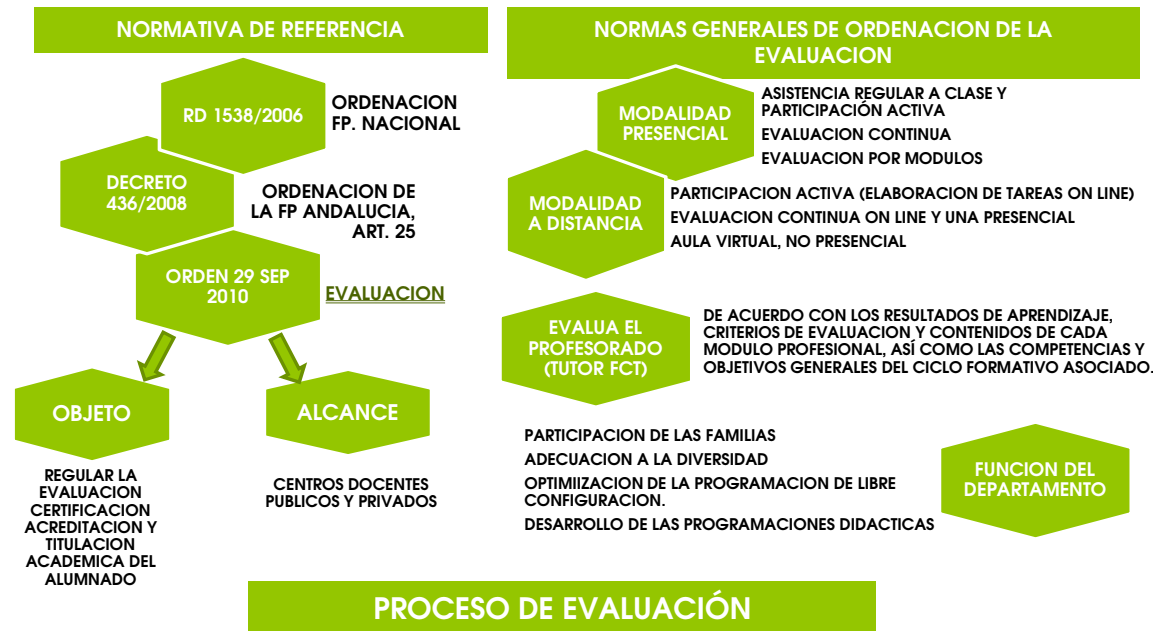 NORMATIVA DE REFERENCIA
RD 1538/2006
ORDENACION
FP. NACIONAL
DECRETO
436/2008
ORDENACION DE
LA FP ANDALUCIA,
ART. 25
ORDEN 29 SEP
2010
EVALUACION
OBJETO
ALCANCE
REGULAR LA
EVALUACION
CERTIFICACION
ACREDITACION Y
TITULACION
ACADEMICA DEL
ALUMNADO
CENTROS DOCENTES
PUBLICOS Y PRIVADOS
NORMAS GENERALES DE ORDENACION DE LA
EVALUACION
MODALIDAD
PRESENCIAL
ASISTENCIA REGULAR A CLASE Y
PARTICIPACIÓN ACTIVA
EVALUACION CONTINUA
EVALUACION POR MODULOS
MODALIDAD
A DISTANCIA
PARTICIPACION ACTIVA (ELABORACION DE TAREAS ON LINE)
EVALUACION CONTINUA ON LINE Y UNA PRESENCIAL
AULA VIRTUAL, NO PRESENCIAL
EVALUA EL
PROFESORADO
(TUTOR FCT)
DE ACUERDO CON LOS RESULTADOS DE APRENDIZAJE,
CRITERIOS DE EVALUACION Y CONTENIDOS DE CADA
MODULO PROFESIONAL, ASÍ COMO LAS COMPETENCIAS Y
OBJETIVOS GENERALES DEL CICLO FORMATIVO ASOCIADO.
PARTICIPACION DE LAS FAMILIAS
ADECUACION A LA DIVERSIDAD
OPTIMIIZACION DE LA PROGRAMACION DE LIBRE
CONFIGURACION.
DESARROLLO DE LAS PROGRAMACIONES DIDACTICAS
FUNCION DEL
DEPARTAMENTO
PROCESO DE EVALUACIÓN